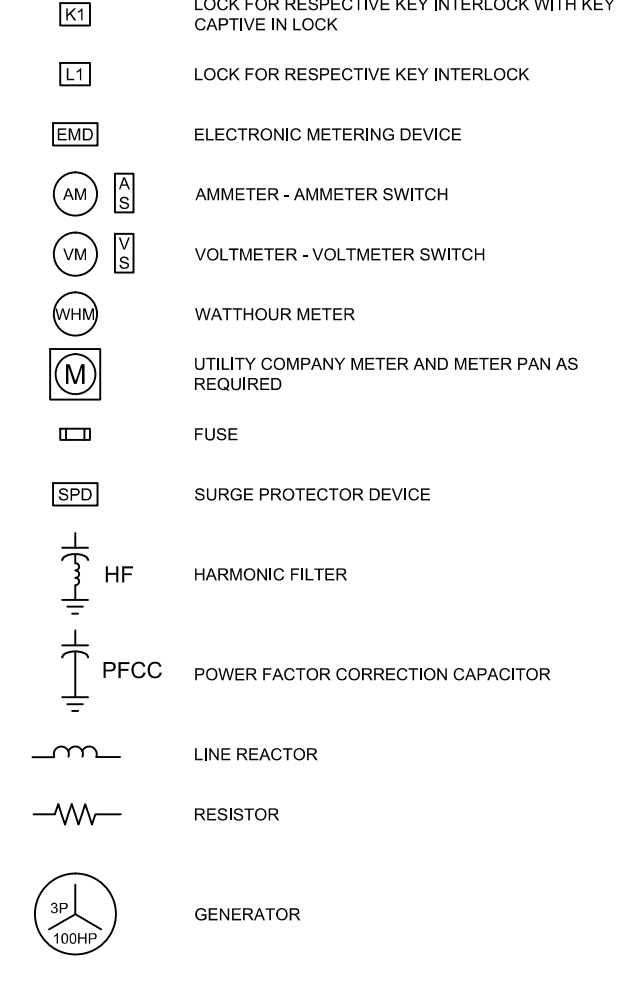 K1 LOCK FOR RESPECTIVE KEY INTERLOCK WITH KEY
CAPTIVE IN LOCK
L1 LOCK FOR RESPECTIVE KEY INTERLOCK
EMD ELECTRONIC METERING DEVICE
AM AS AMMETER - AMMETER SWITCH
VM VS VOLTMETER - VOLTMETER SWITCH
WHM WATTHOUR METER
M UTILITY COMPANY METER AND METER PAN AS
REQUIRED
FUSE
SPD SURGE PROTECTOR DEVICE
HF HARMONIC FILTER
PFCC POWER FACTOR CORRECTION CAPACITOR
LINE REACTOR
RESISTOR
3P
100HP
GENERATOR